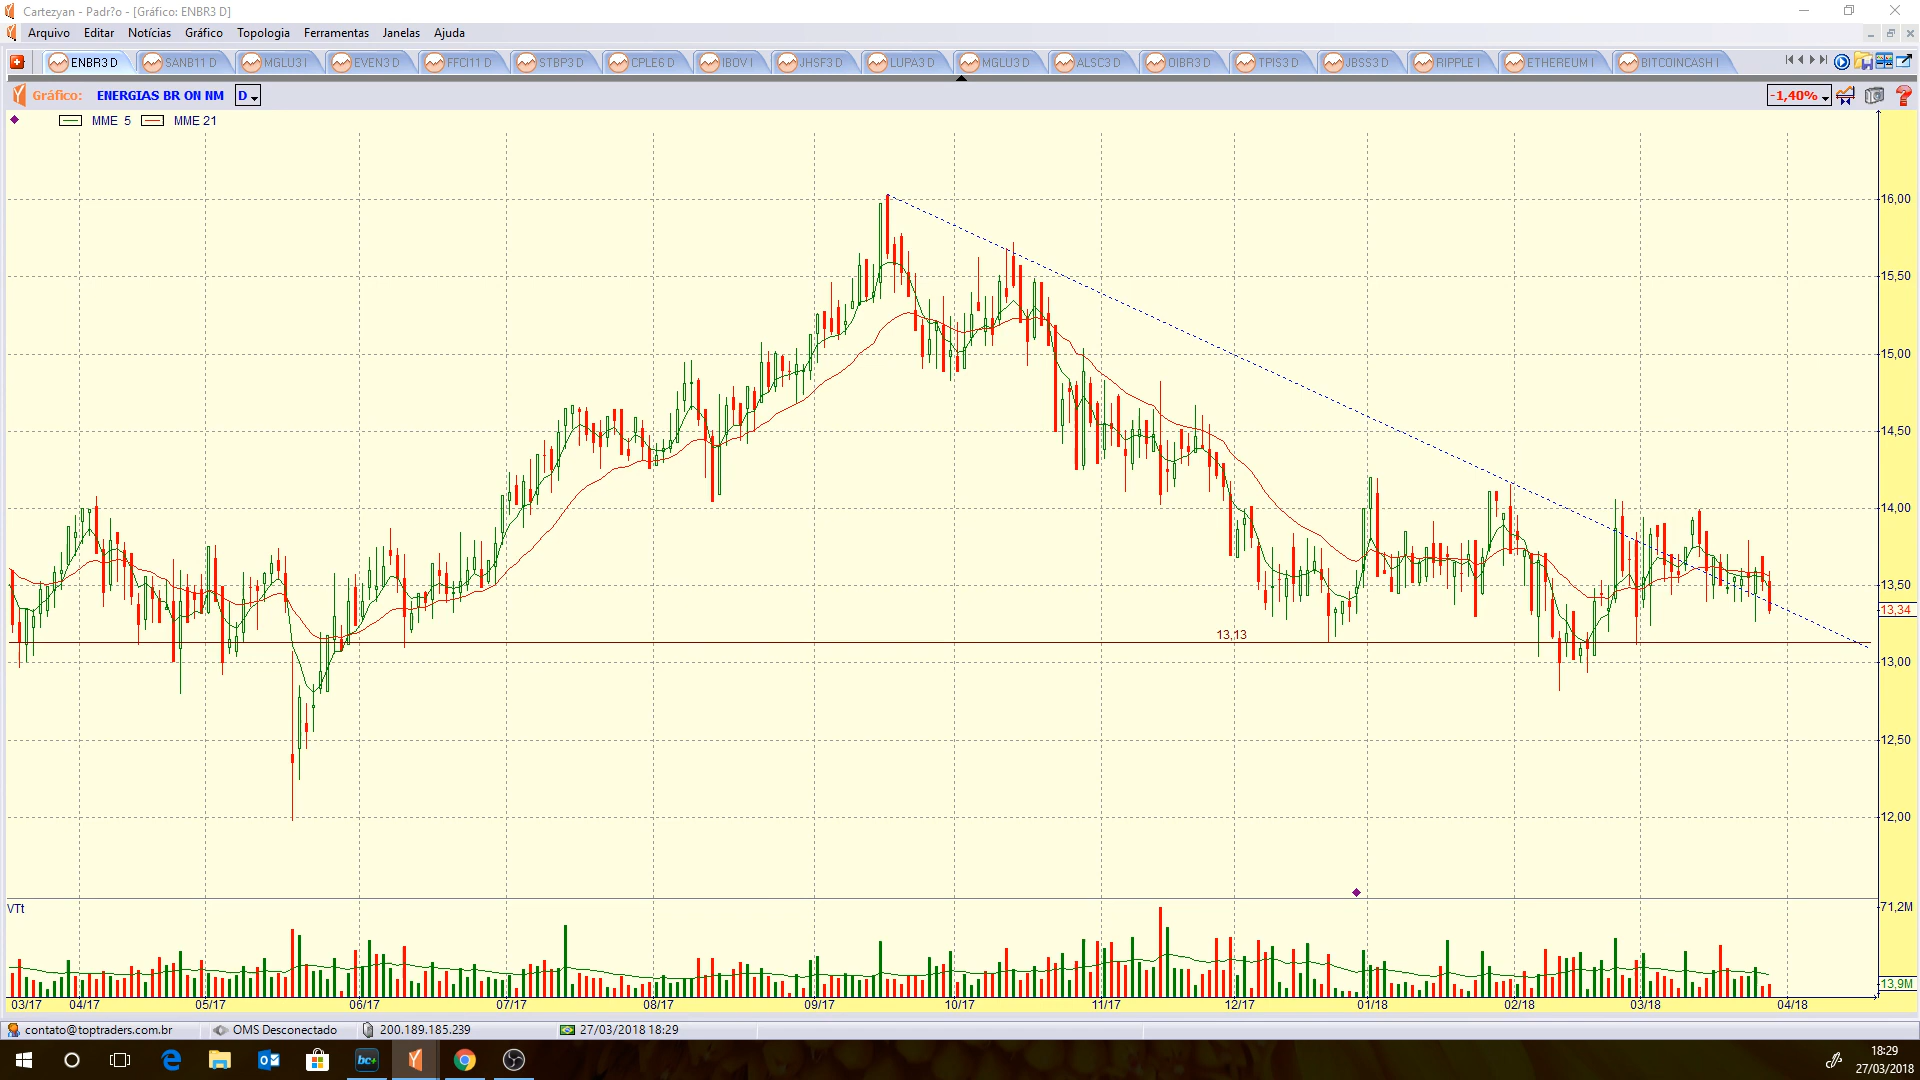 Cartezyan - Padr?o - [Gráfico: ENBR3 D]
Arquivo Editar Notícias Gráfico Topologia Ferramentas Janelas Ajuda
ENBR3 D SANB11 D MGLU3 I EVEN3 D FFCI11 D STBP3 D CPLE6 D IBOV I JHSF3 D LUPA3 D MGLU3 D ALSC3 D OIBR3 D TPIS3 D JBSS3 D RIPPLE I ETHEREUM I BITCOINCASH I
Gráfico: ENERGIAS BR ON NM D -1,40%
MME 5 MME 21
16,00
15,50
15,00
14,50
14,00
13,50
13,34
13,13
13,00
12,50
12,00
VTt
71,2M
13,9M
03/17 04/17 05/17 06/17 07/17 08/17 09/17 10/17 11/17 12/17 01/18 02/18 03/18 04/18
contato@toptraders.com.br OMS Desconectado 200.189.185.239 27/03/2018 18:29
bc+
18:29
27/03/2018